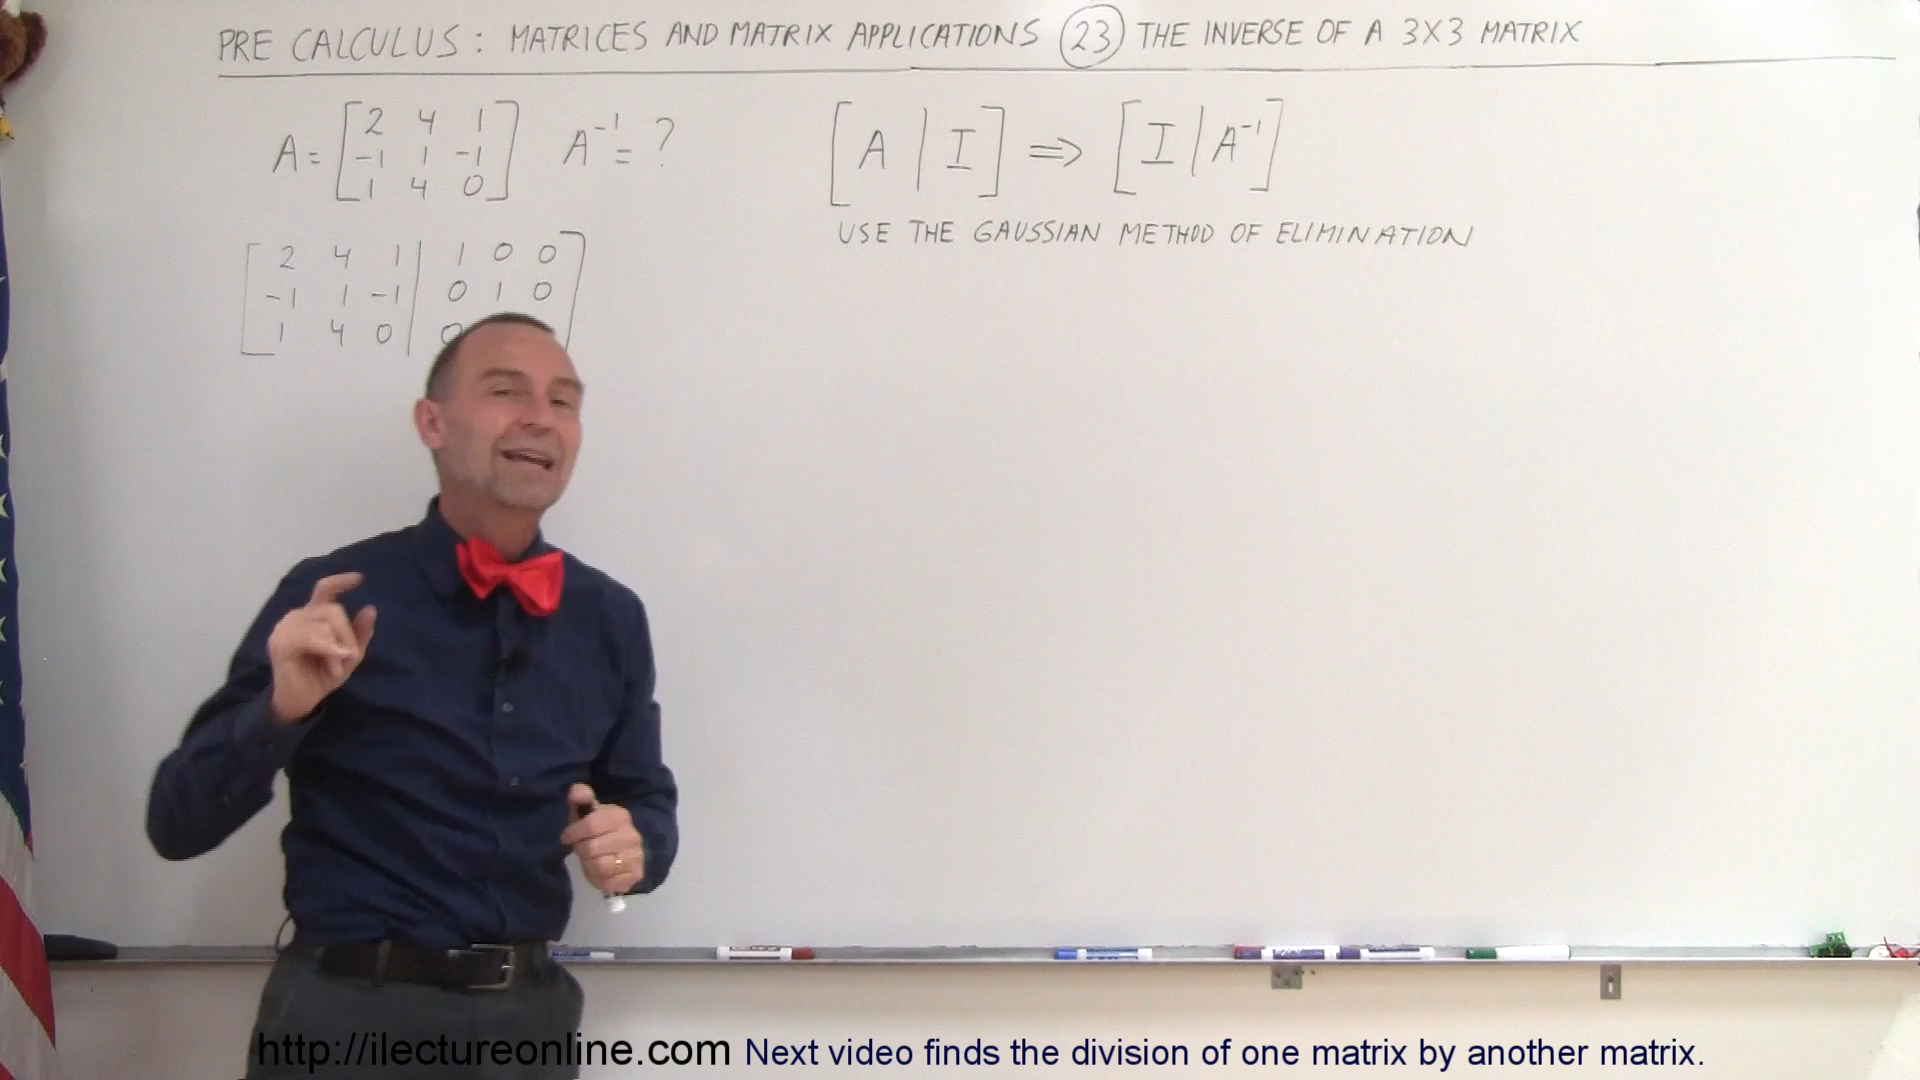 PRE CALCULUS: MATRICES AND MATRIX APPLICATIONS 23 THE INVERSE OF A 3X3 MATRIX
A = [2 4 1
-1 1 -1
1 4 0]
A⁻¹ = ?
[A | I] ⇒ [I | A⁻¹]
USE THE GAUSSIAN METHOD OF ELIMINATION
[2 4 1 | 1 0 0
-1 1 -1 | 0 1 0
1 4 0 | 0
http://ilectureonline.com Next video finds the division of one matrix by another matrix.